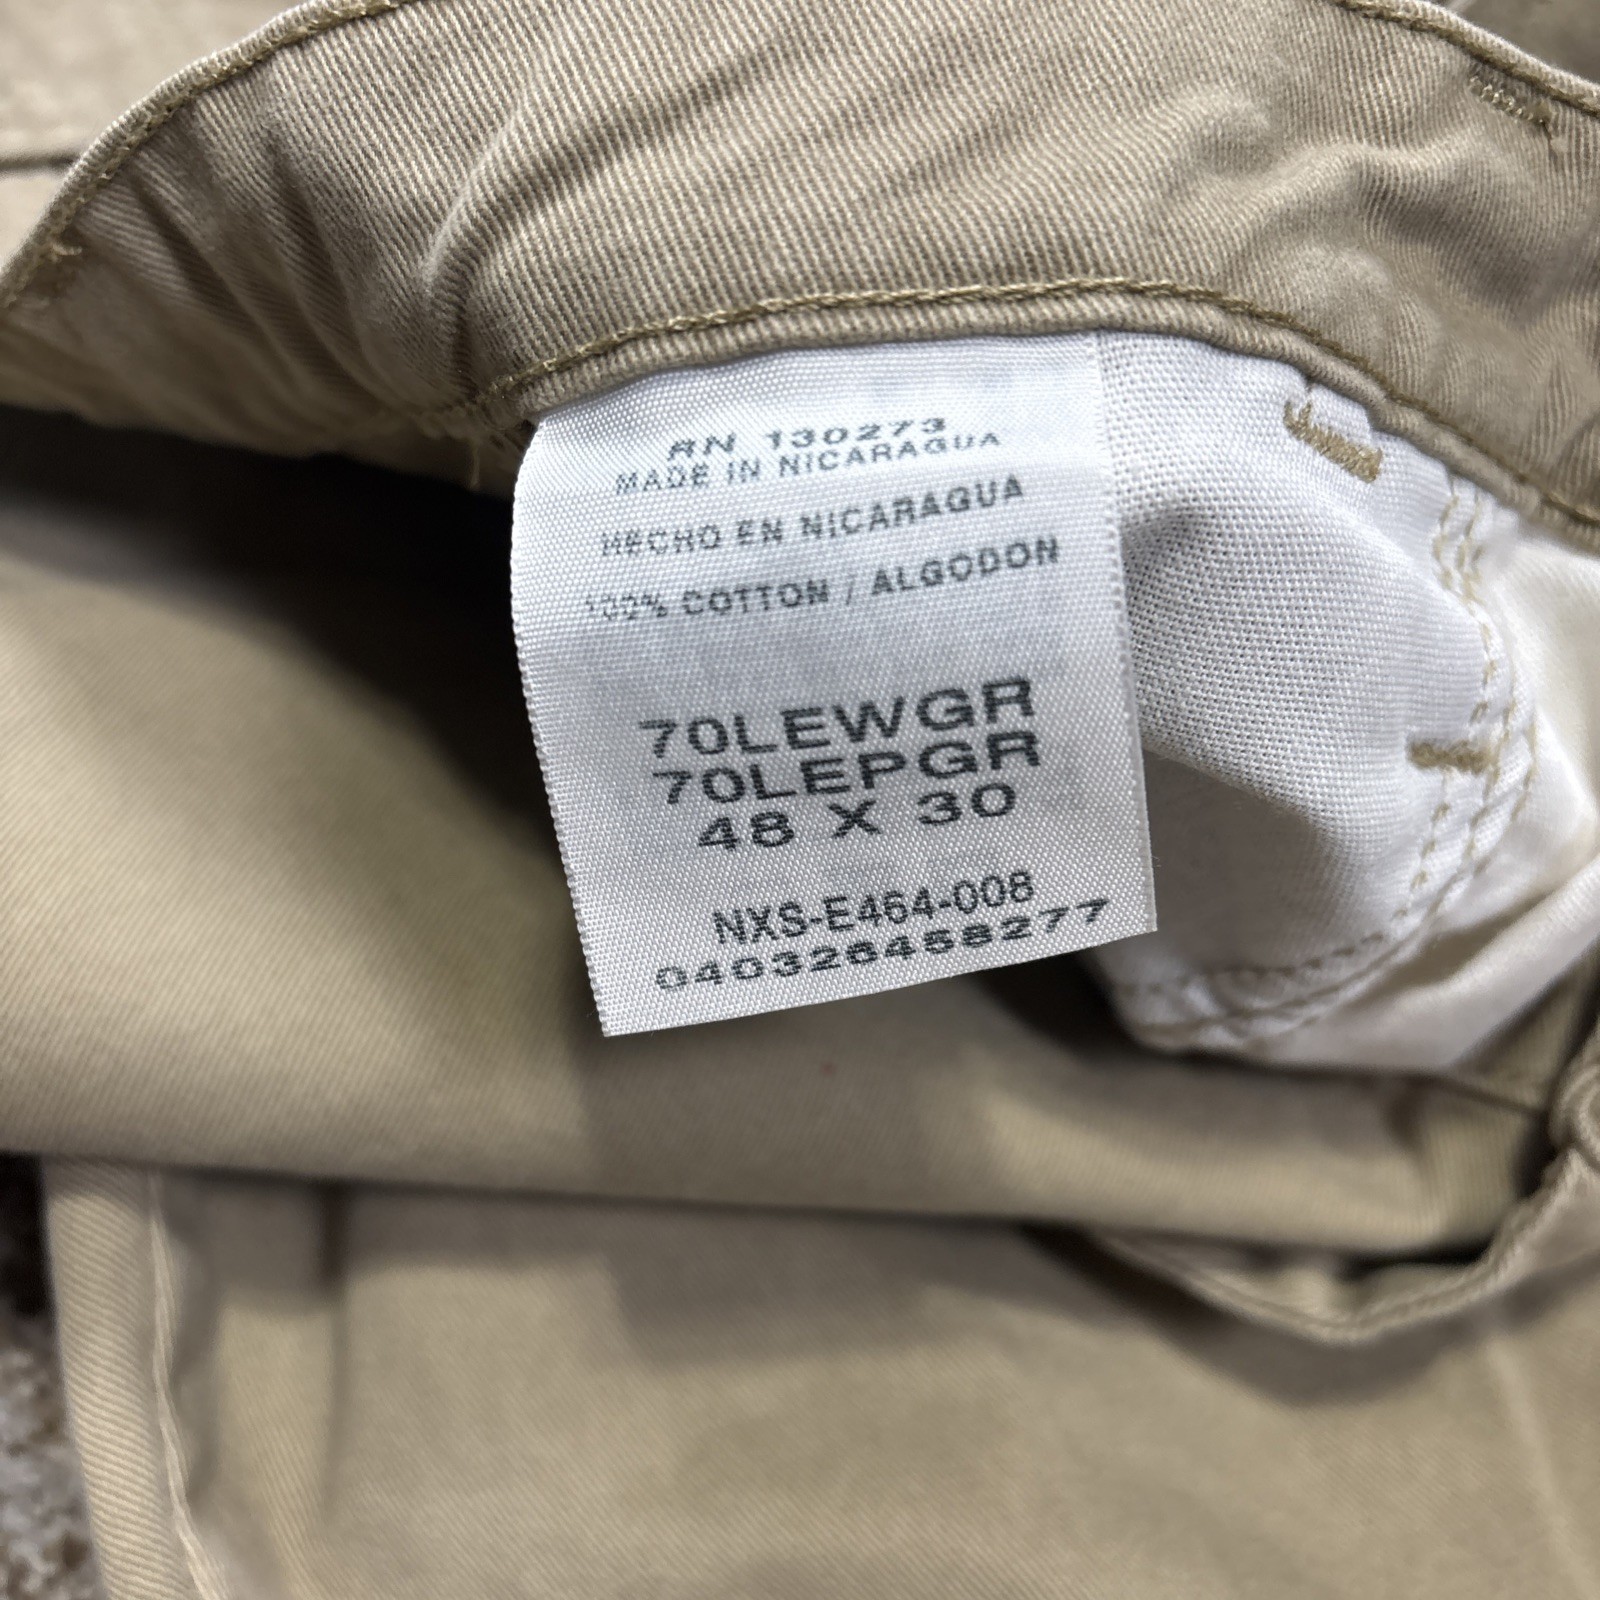 RN 130273
MADE IN NICARAGUA
HECHO EN NICARAGUA
100% COTTON / ALGODON
70LEWGR
70LEPGR
48 X 30
NXS-E464-008
040326458277